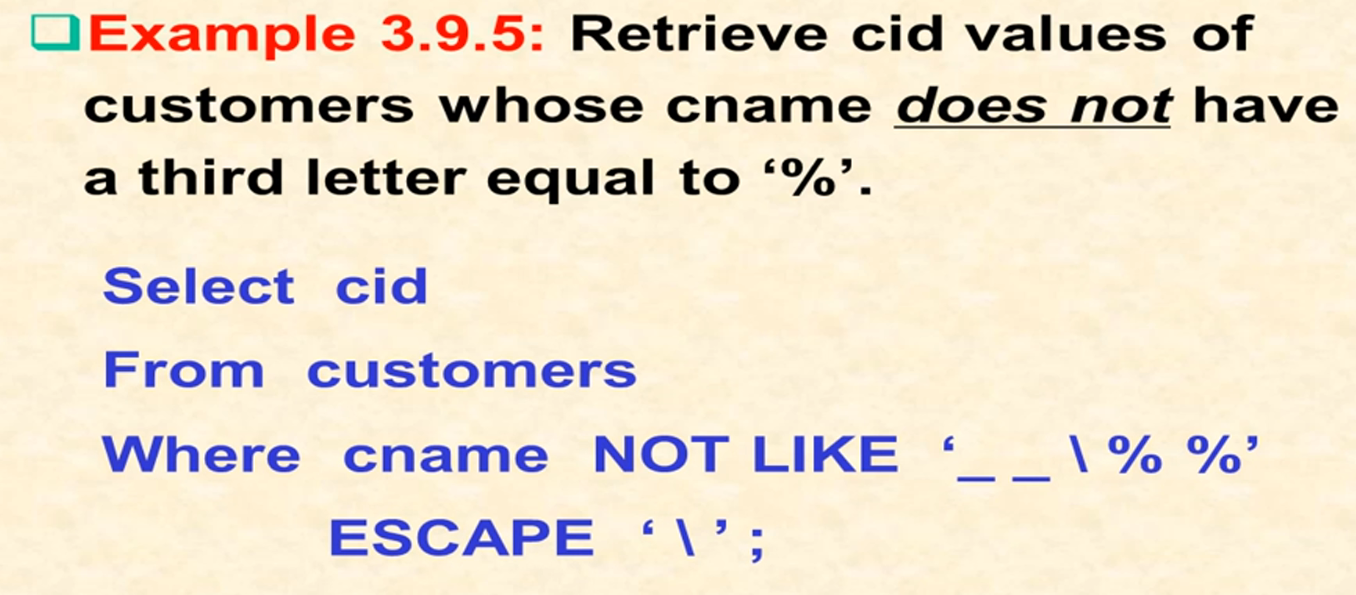 Example 3.9.5: Retrieve cid values of
customers whose cname does not have
a third letter equal to ‘%’.
Select cid
From customers
Where cname NOT LIKE ‘_ _ \ % %’
ESCAPE ‘ \ ’ ;